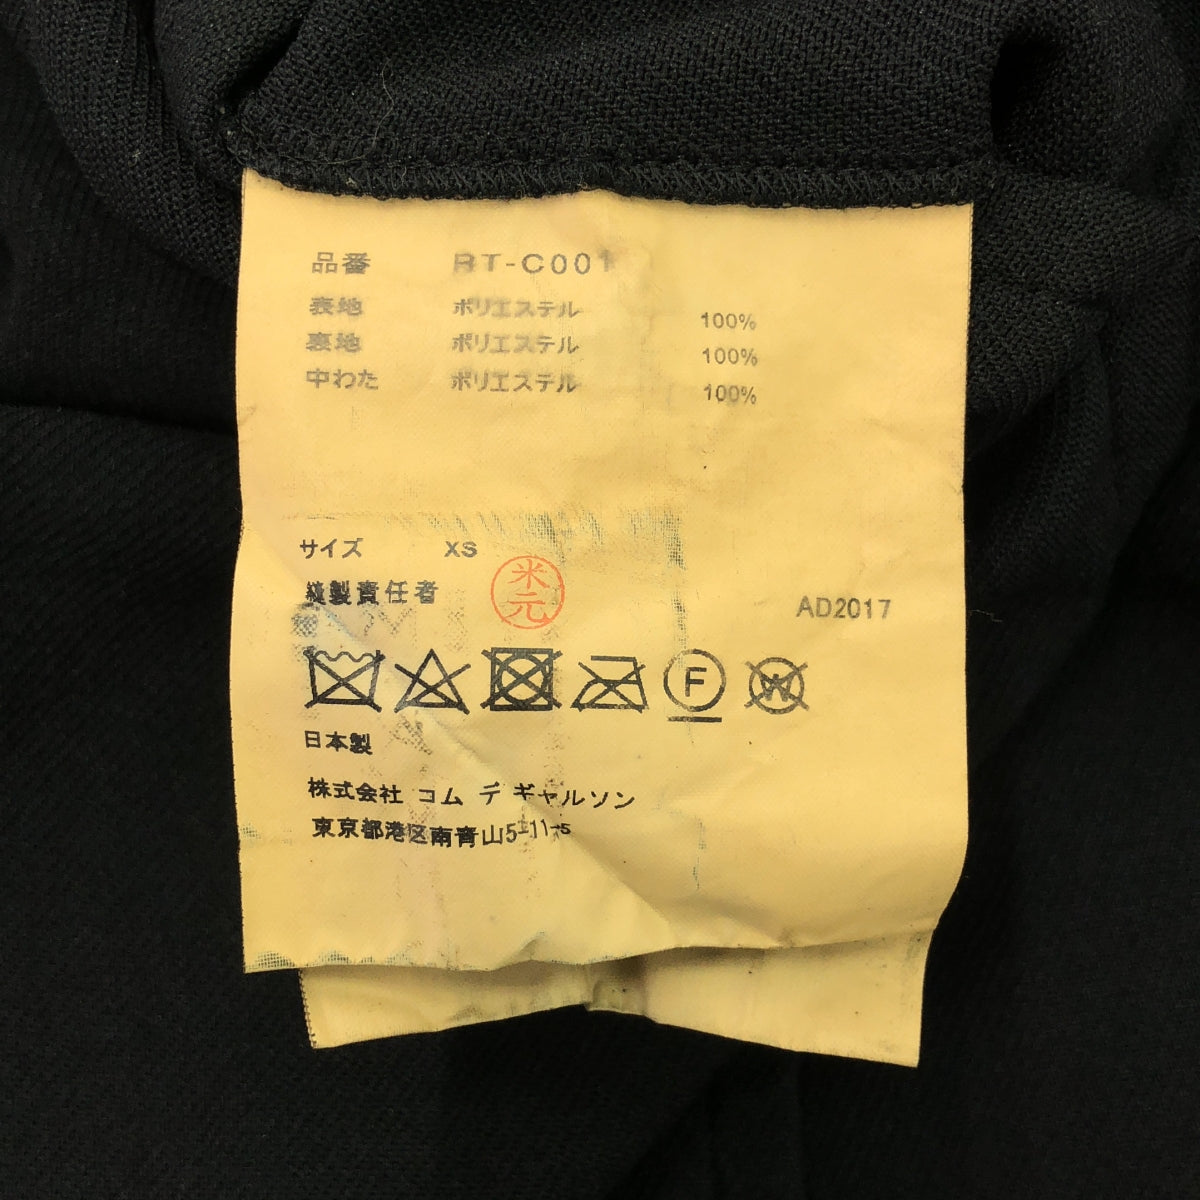 品番 RT-C001
表地 ポリエステル 100%
裏地 ポリエステル 100%
中わた ポリエステル 100%
サイズ XS
縫製責任者 米元 AD2017
F W
日本製
株式会社 コム デ ギャルソン
東京都港区南青山5-11-5